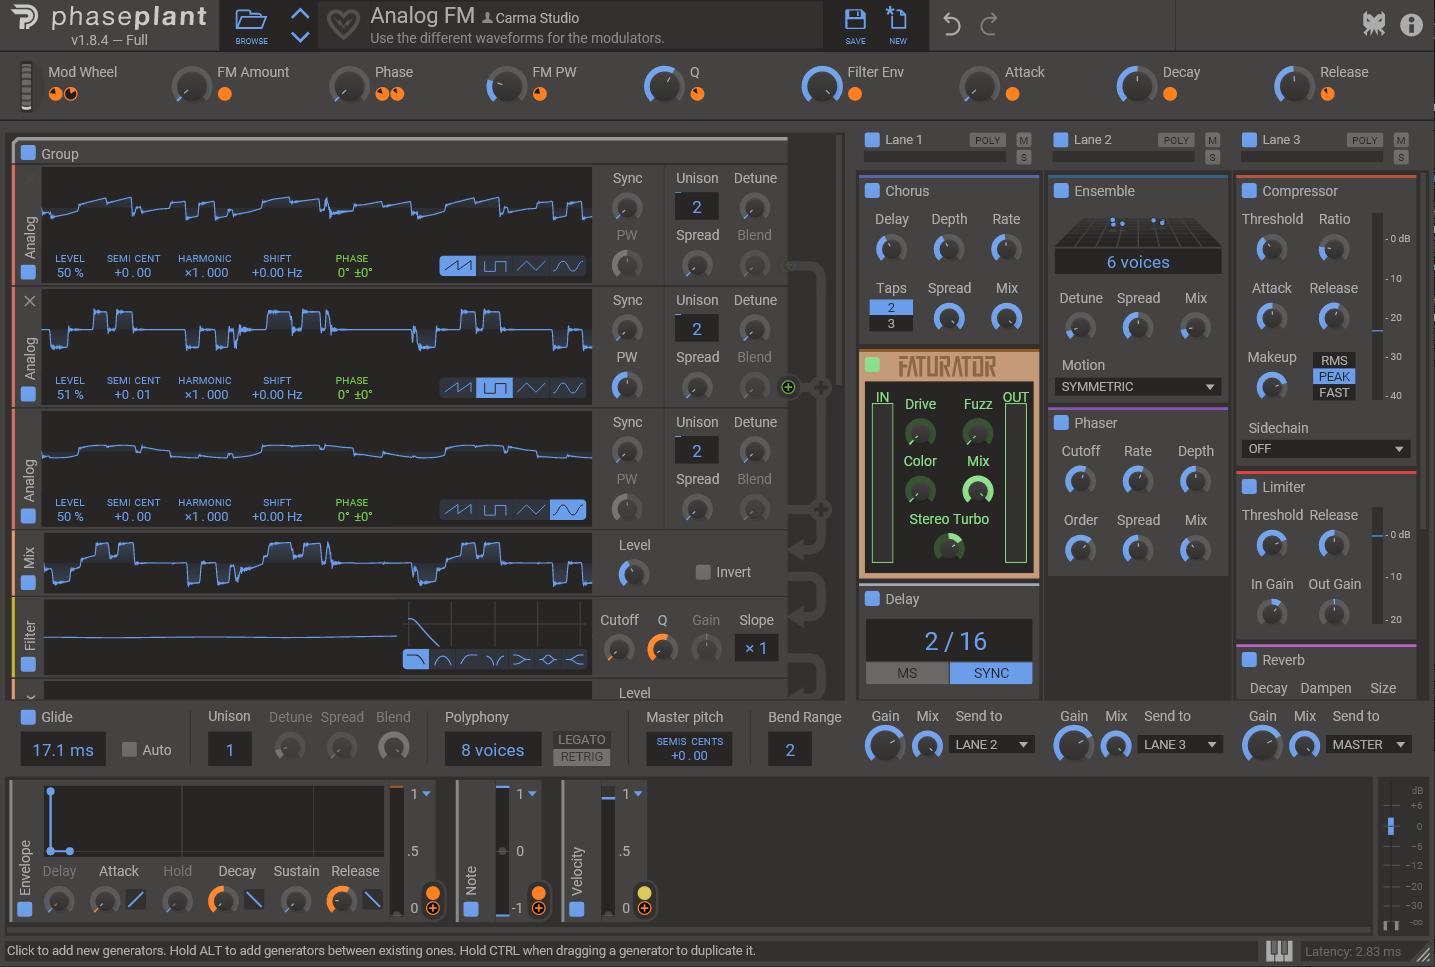 phaseplant
v1.8.4 — Full
BROWSE
Analog FM Carma Studio
Use the different waveforms for the modulators.
SAVE NEW
Mod Wheel FM Amount Phase FM PW Q Filter Env Attack Decay Release
Group
Analog
LEVEL SEMI CENT HARMONIC SHIFT PHASE
50 % +0.00 ×1.000 +0.00 Hz 0° ±0°
Sync Unison Detune
2
PW Spread Blend
Analog
LEVEL SEMI CENT HARMONIC SHIFT PHASE
51 % +0.01 ×1.000 +0.00 Hz 0° ±0°
Sync Unison Detune
2
PW Spread Blend
Analog
LEVEL SEMI CENT HARMONIC SHIFT PHASE
50 % +0.00 ×1.000 +0.00 Hz 0° ±0°
Sync Unison Detune
2
PW Spread Blend
Mix
Level
Invert
Filter
Cutoff Q Gain Slope
× 1
Level
Lane 1 POLY M
S
Chorus
Delay Depth Rate
Taps Spread Mix
2
3
FATURATOR
IN OUT
Drive Fuzz
Color Mix
Stereo Turbo
Delay
2 / 16
MS SYNC
Lane 2 POLY M
S
Ensemble
6 voices
Detune Spread Mix
Motion
SYMMETRIC
Phaser
Cutoff Rate Depth
Order Spread Mix
Lane 3 POLY M
S
Compressor
Threshold Ratio
Attack Release
Makeup
RMS
PEAK
FAST
- 0 dB
- 10
- 20
- 30
- 40
Sidechain
OFF
Limiter
Threshold Release
In Gain Out Gain
- 0 dB
- 10
- 20
Reverb
Decay Dampen Size
Glide
17.1 ms
Auto
Unison
1
Detune Spread Blend
Polyphony
8 voices
LEGATO
RETRIG
Master pitch
SEMIS CENTS
+0.00
Bend Range
2
Gain Mix Send to
LANE 2
Gain Mix Send to
LANE 3
Gain Mix Send to
MASTER
Envelope
Delay Attack Hold Decay Sustain Release
1
.5
0
Note
1
0
-1
Velocity
1
.5
0
dB
+6
0
-6
-12
-20
-30
-∞
Click to add new generators. Hold ALT to add generators between existing ones. Hold CTRL when dragging a generator to duplicate it.
Latency: 2.83 ms